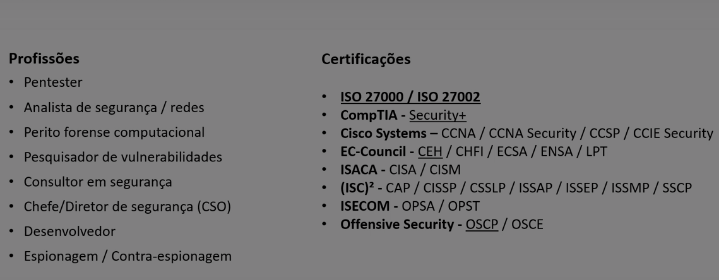 Profissões
• Pentester
• Analista de segurança / redes
• Perito forense computacional
• Pesquisador de vulnerabilidades
• Consultor em segurança
• Chefe/Diretor de segurança (CSO)
• Desenvolvedor
• Espionagem / Contra-espionagem
Certificações
• ISO 27000 / ISO 27002
• CompTIA - Security+
• Cisco Systems – CCNA / CCNA Security / CCSP / CCIE Security
• EC-Council - CEH / CHFI / ECSA / ENSA / LPT
• ISACA - CISA / CISM
• (ISC)² - CAP / CISSP / CSSLP / ISSAP / ISSEP / ISSMP / SSCP
• ISECOM - OPSA / OPST
• Offensive Security - OSCP / OSCE